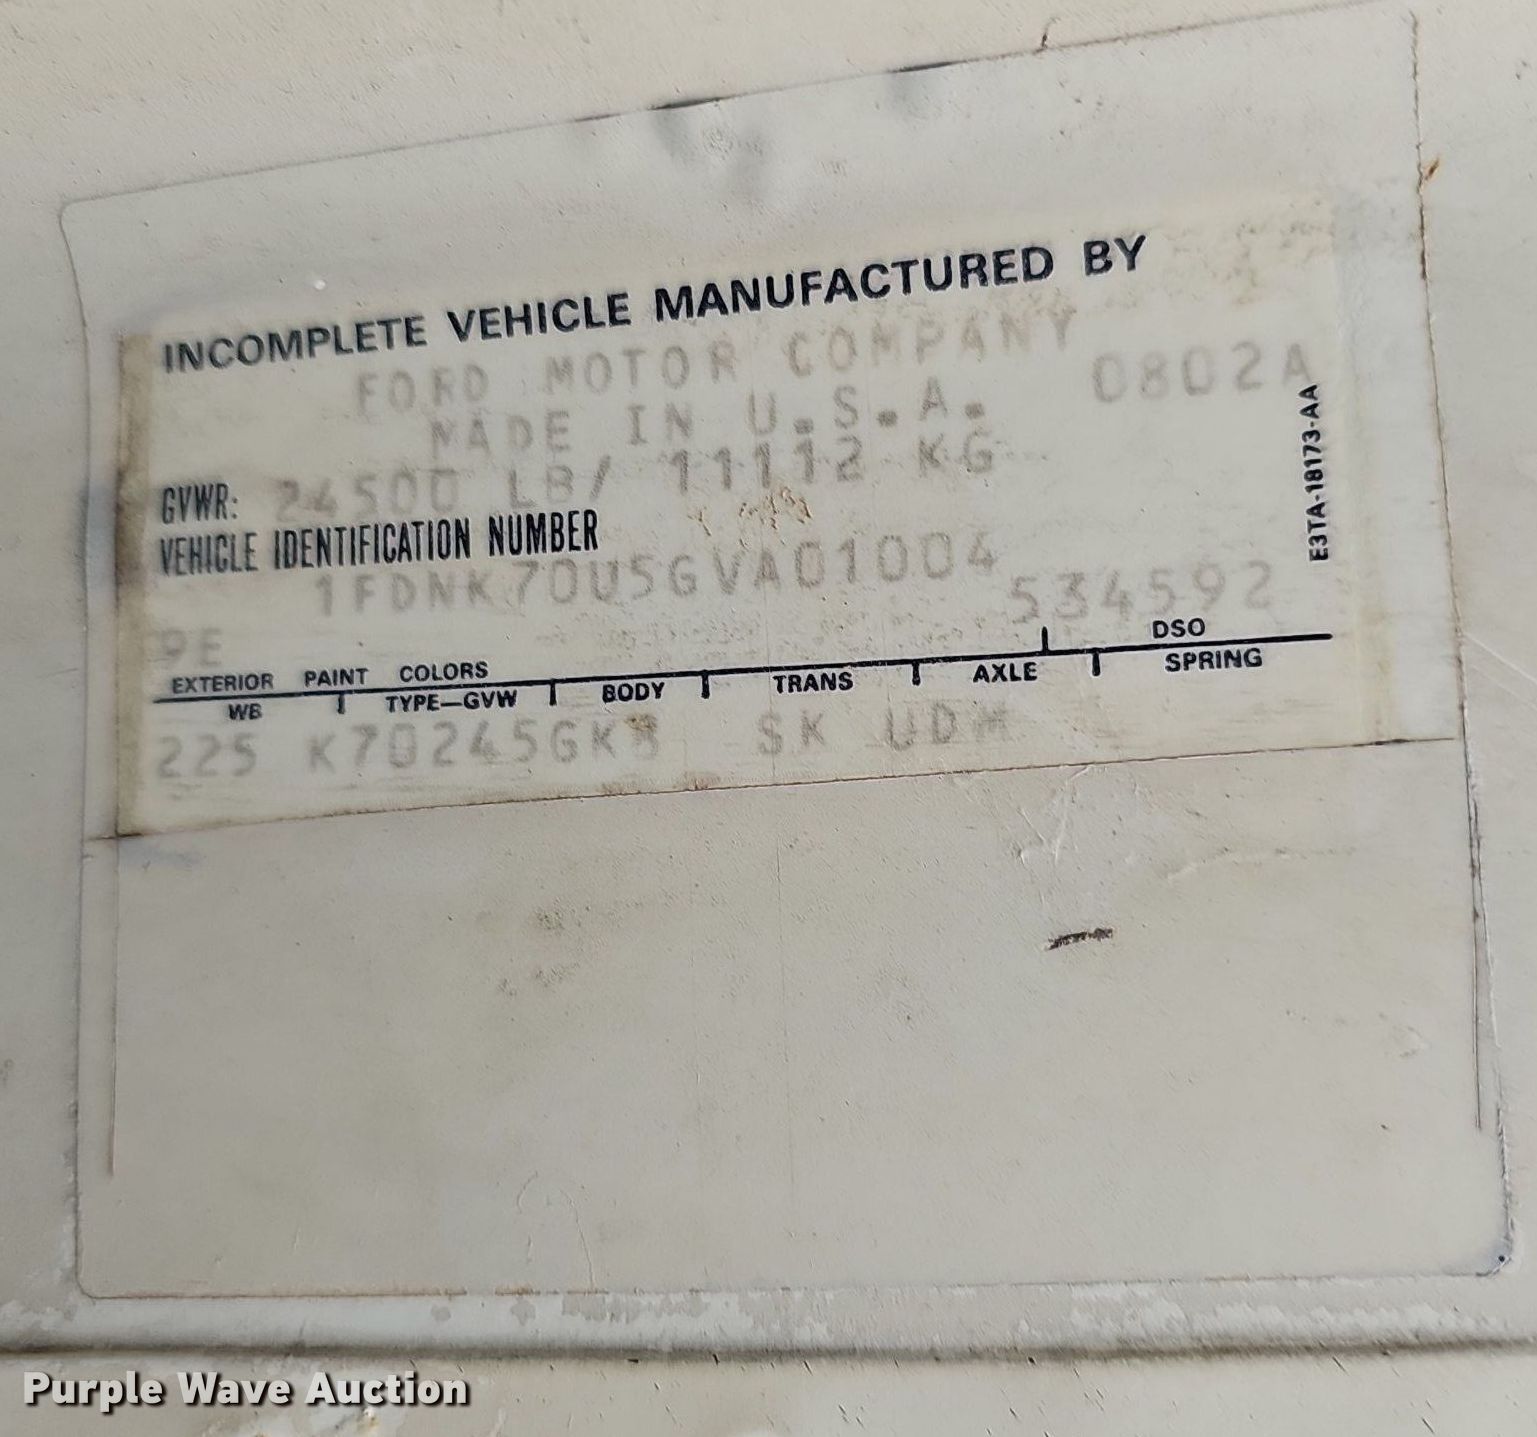 INCOMPLETE VEHICLE MANUFACTURED BY
FORD MOTOR COMPANY
MADE IN U.S.A. 0802A
GVWR: 24500 LB/ 11112 KG
VEHICLE IDENTIFICATION NUMBER
1FDNK70U5GVA01004
E3TA-18173-AA
9E 534592
EXTERIOR PAINT COLORS DSO
WB TYPE—GVW BODY TRANS AXLE SPRING
225 K70245GKB SK UDM
Purple Wave Auction